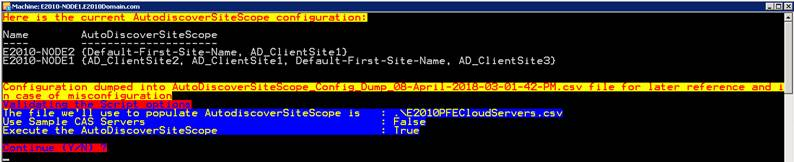 Machine: E2010-NODE1.E2010Domain.com
Here is the current AutodiscoverSiteScope configuration:
Name AutoDiscoverSiteScope
---- ---------------------
E2010-NODE2 {Default-First-Site-Name, AD_ClientSite1}
E2010-NODE1 {AD_ClientSite2, AD_ClientSite1, Default-First-Site-Name, AD_ClientSite3}
Configuration dumped into AutoDiscoverSiteScope_Config_Dump_08-April-2018-03-01-42-PM.csv file for later reference and i
n case of misconfiguration
Validating the Script options
The file we'll use to populate AutodiscoverSiteScope is : .\E2010PFECloudServers.csv
Use Sample CAS Servers : False
Execute the AutoDiscoverSiteScope : True
Continue (Y/N) ?